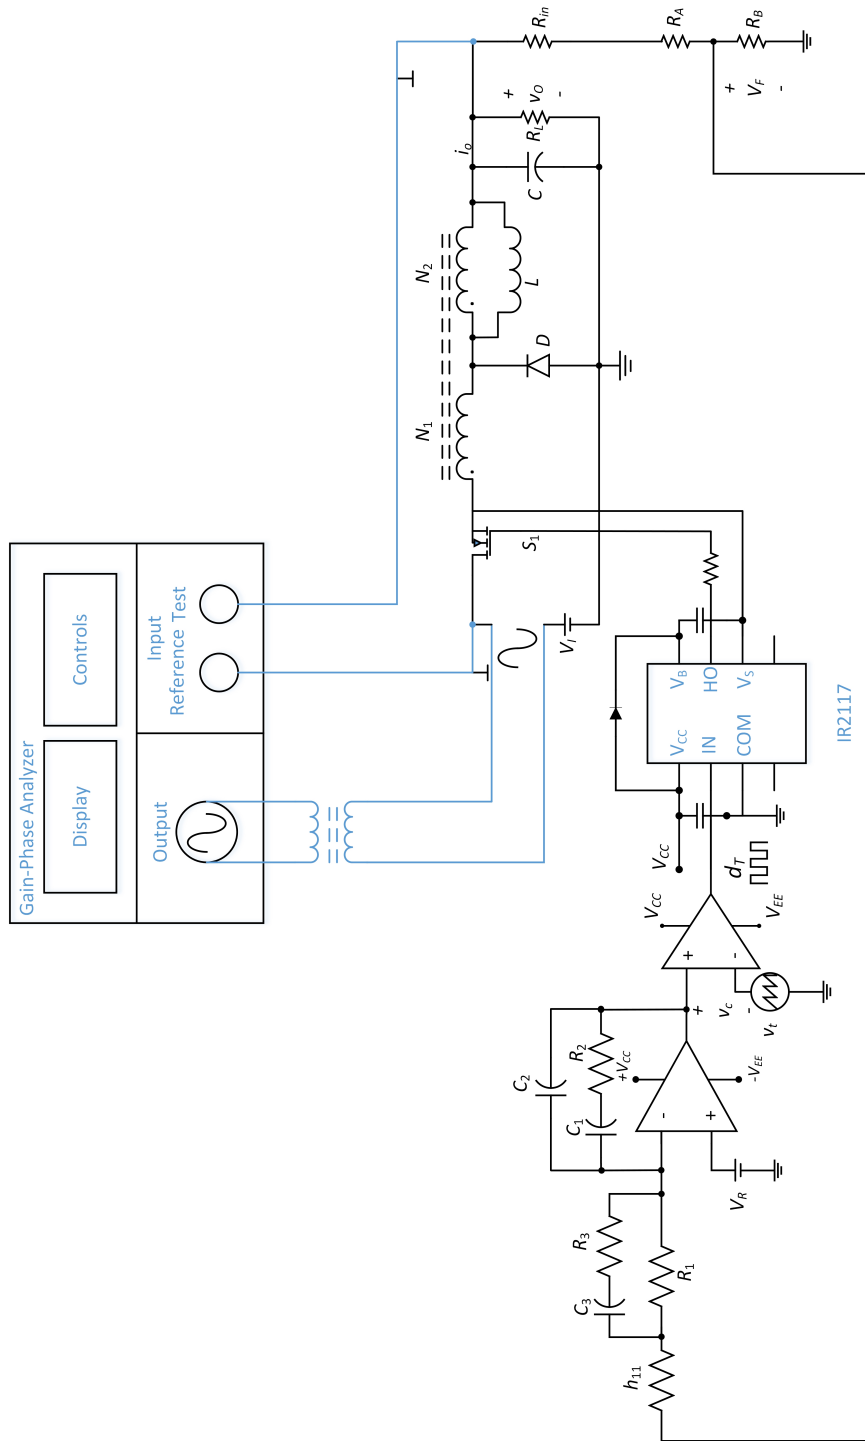 Gain-Phase Analyzer
Display
Controls
Output
Input
Reference Test
R_in
R_A
R_B
+ V_F -
+ v_O -
R_L
i_o
C
N_2
L
D
N_1
S_1
V_I
V_B
HO
V_S
V_CC
IN
COM
IR2117
V_CC
d_T
V_CC
V_EE
+
-
+ v_c -
v_t
C_2
R_2
C_1
+V_CC
-V_EE
-
+
V_R
R_3
C_3
R_1
h_11